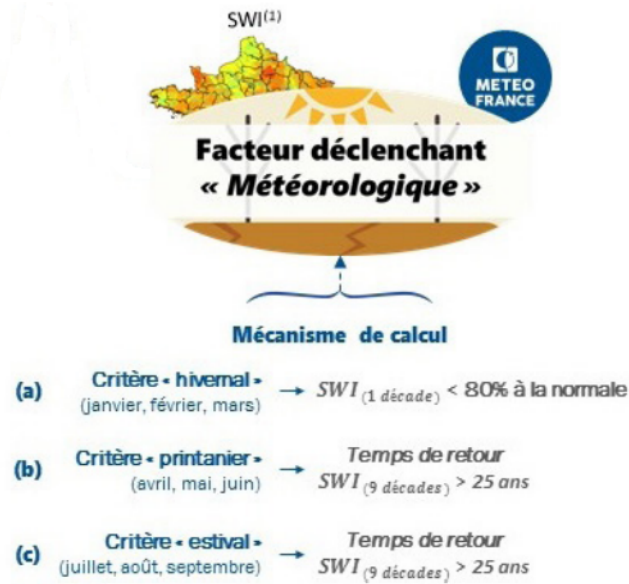 SWI(1)
METEO
FRANCE
Facteur déclenchant
« Météorologique »
Mécanisme de calcul
(a) Critère « hivernal » → SWI (1 décade) < 80% à la normale
(janvier, février, mars)
(b) Critère « printanier » → Temps de retour
(avril, mai, juin) SWI (9 décades) > 25 ans
(c) Critère « estival » → Temps de retour
(juillet, août, septembre) SWI (9 décades) > 25 ans